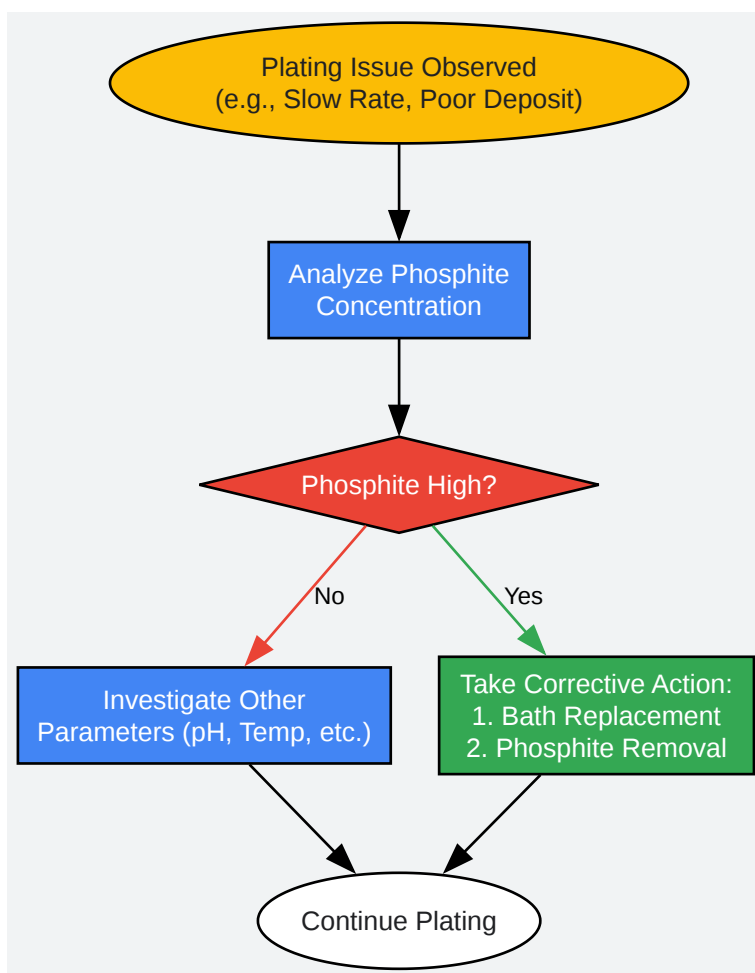 Plating Issue Observed
(e.g., Slow Rate, Poor Deposit)
Analyze Phosphite
Concentration
Phosphite High?
No
Yes
Investigate Other
Parameters (pH, Temp, etc.)
Take Corrective Action:
1. Bath Replacement
2. Phosphite Removal
Continue Plating